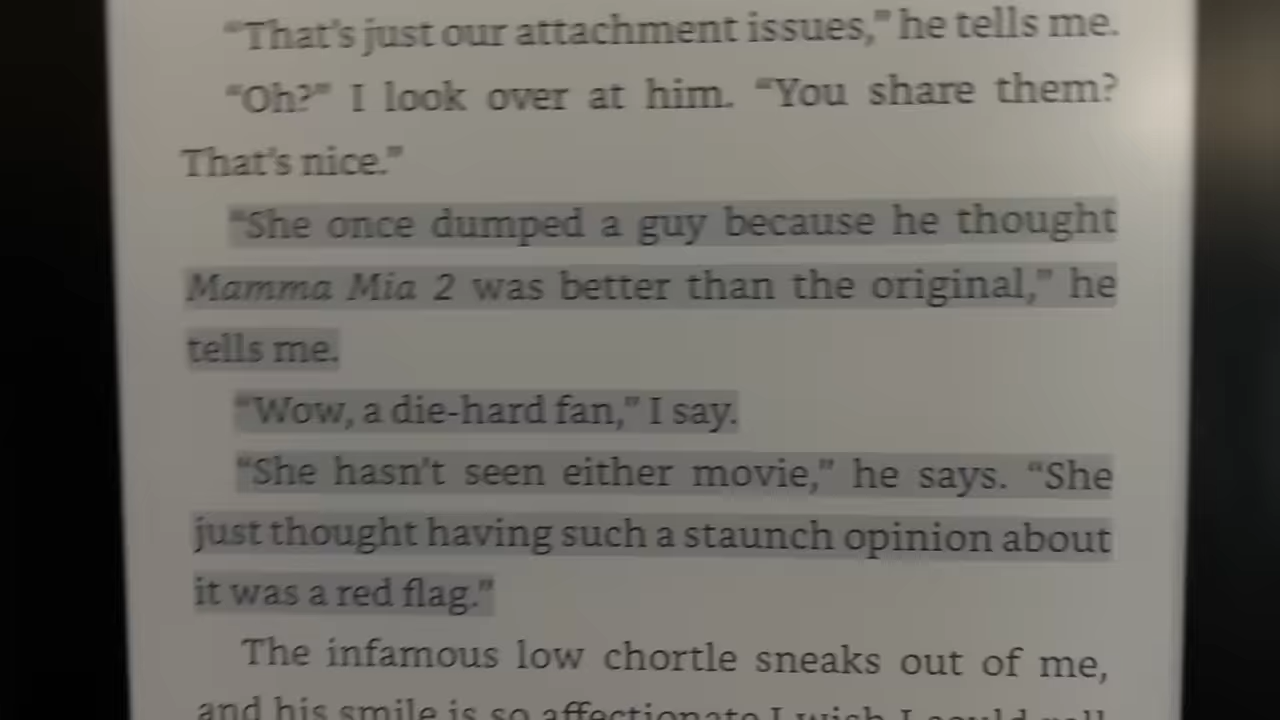 “That’s just our attachment issues,” he tells me.
“Oh?” I look over at him. “You share them?
That’s nice.”
“She once dumped a guy because he thought
Mamma Mia 2 was better than the original,” he
tells me.
“Wow, a die-hard fan,” I say.
“She hasn’t seen either movie,” he says. “She
just thought having such a staunch opinion about
it was a red flag.”
The infamous low chortle sneaks out of me,
and his smile is so affectionate I wish I could